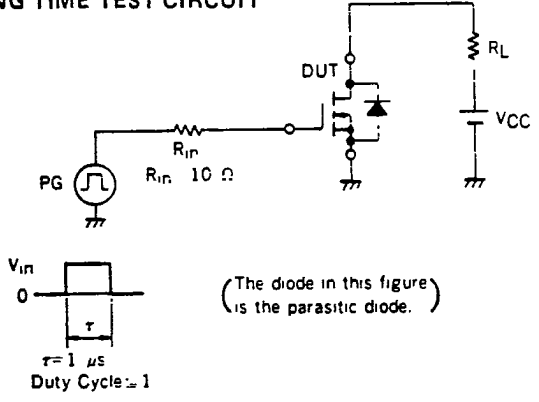 NG TIME TEST CIRCUIT
DUT
RL
VCC
Rin
Rin 10 Ω
PG
Vin
0
(The diode in this figure
is the parasitic diode.)
τ
τ=1 μs
Duty Cycle≒1